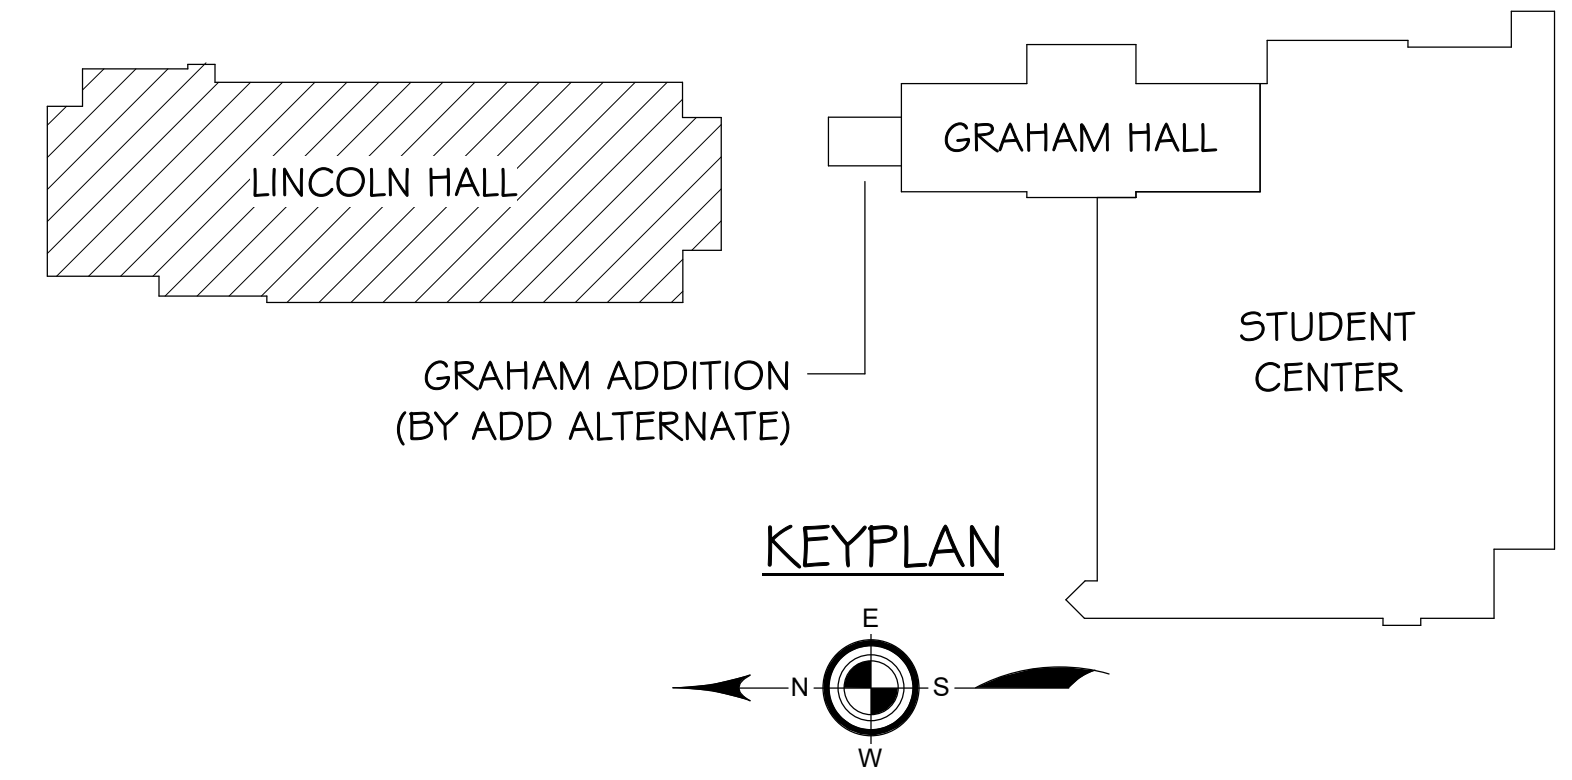 GRAHAM HALL
LINCOLN HALL
STUDENT
CENTER
GRAHAM ADDITION
(BY ADD ALTERNATE)
KEYPLAN
E
N
S
W